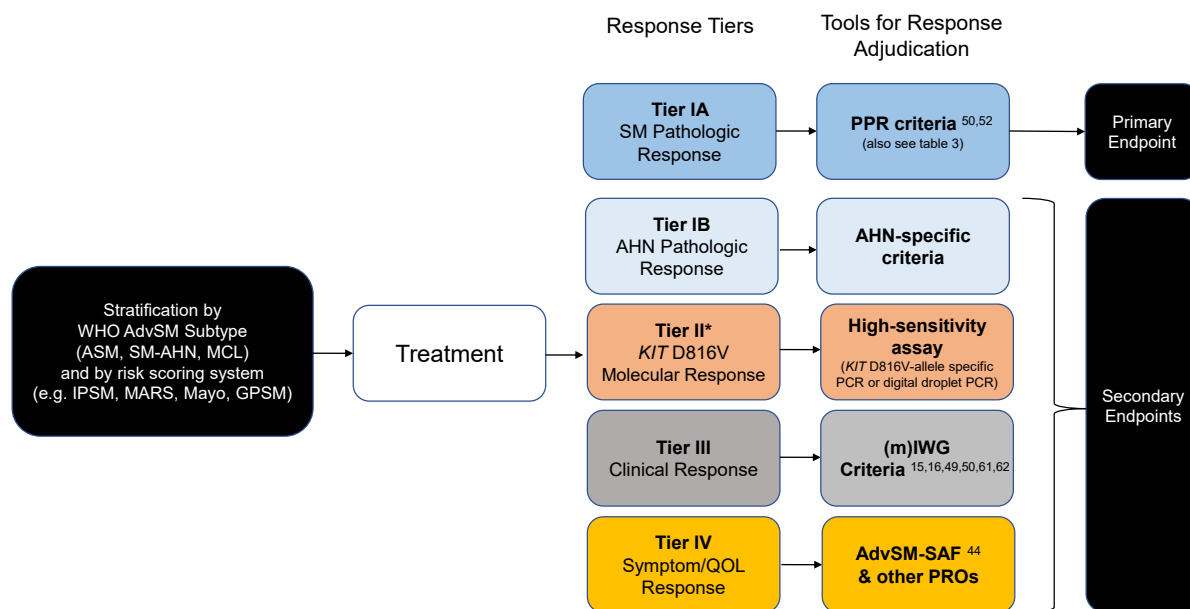 Response Tiers
Tools for Response
Adjudication
Tier IA
SM Pathologic
Response
PPR criteria 50,52
(also see table 3)
Primary
Endpoint
Tier IB
AHN Pathologic
Response
AHN-specific
criteria
Stratification by
WHO AdvSM Subtype
(ASM, SM-AHN, MCL)
and by risk scoring system
(e.g. IPSM, MARS, Mayo, GPSM)
Treatment
Tier II*
KIT D816V
Molecular Response
High-sensitivity
assay
(KIT D816V-allele specific
PCR or digital droplet PCR)
Secondary
Endpoints
Tier III
Clinical Response
(m)IWG
Criteria 15,16,49,50,61,62
Tier IV
Symptom/QOL
Response
AdvSM-SAF 44
& other PROs